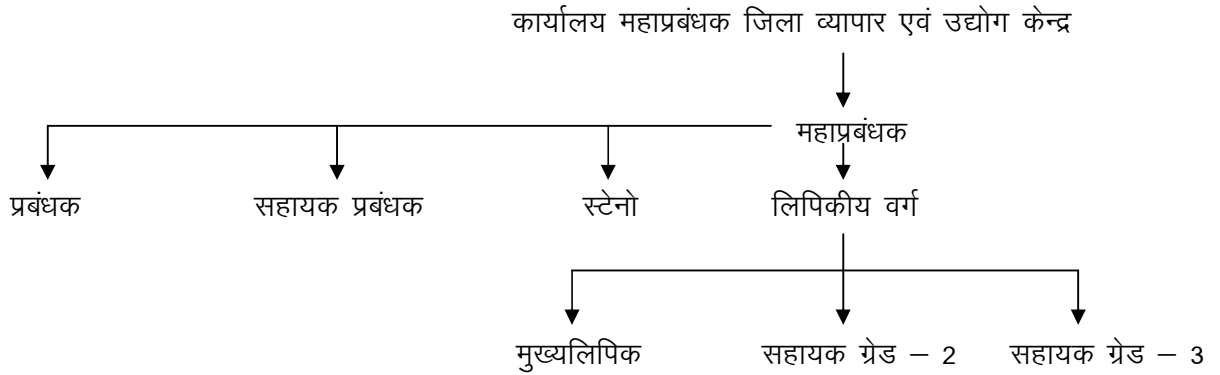 कार्यालय महाप्रबंधक जिला व्यापार एवं उद्योग केन्द्र
महाप्रबंधक
प्रबंधक सहायक प्रबंधक स्टेनो लिपिकीय वर्ग
मुख्यलिपिक सहायक ग्रेड – 2 सहायक ग्रेड – 3